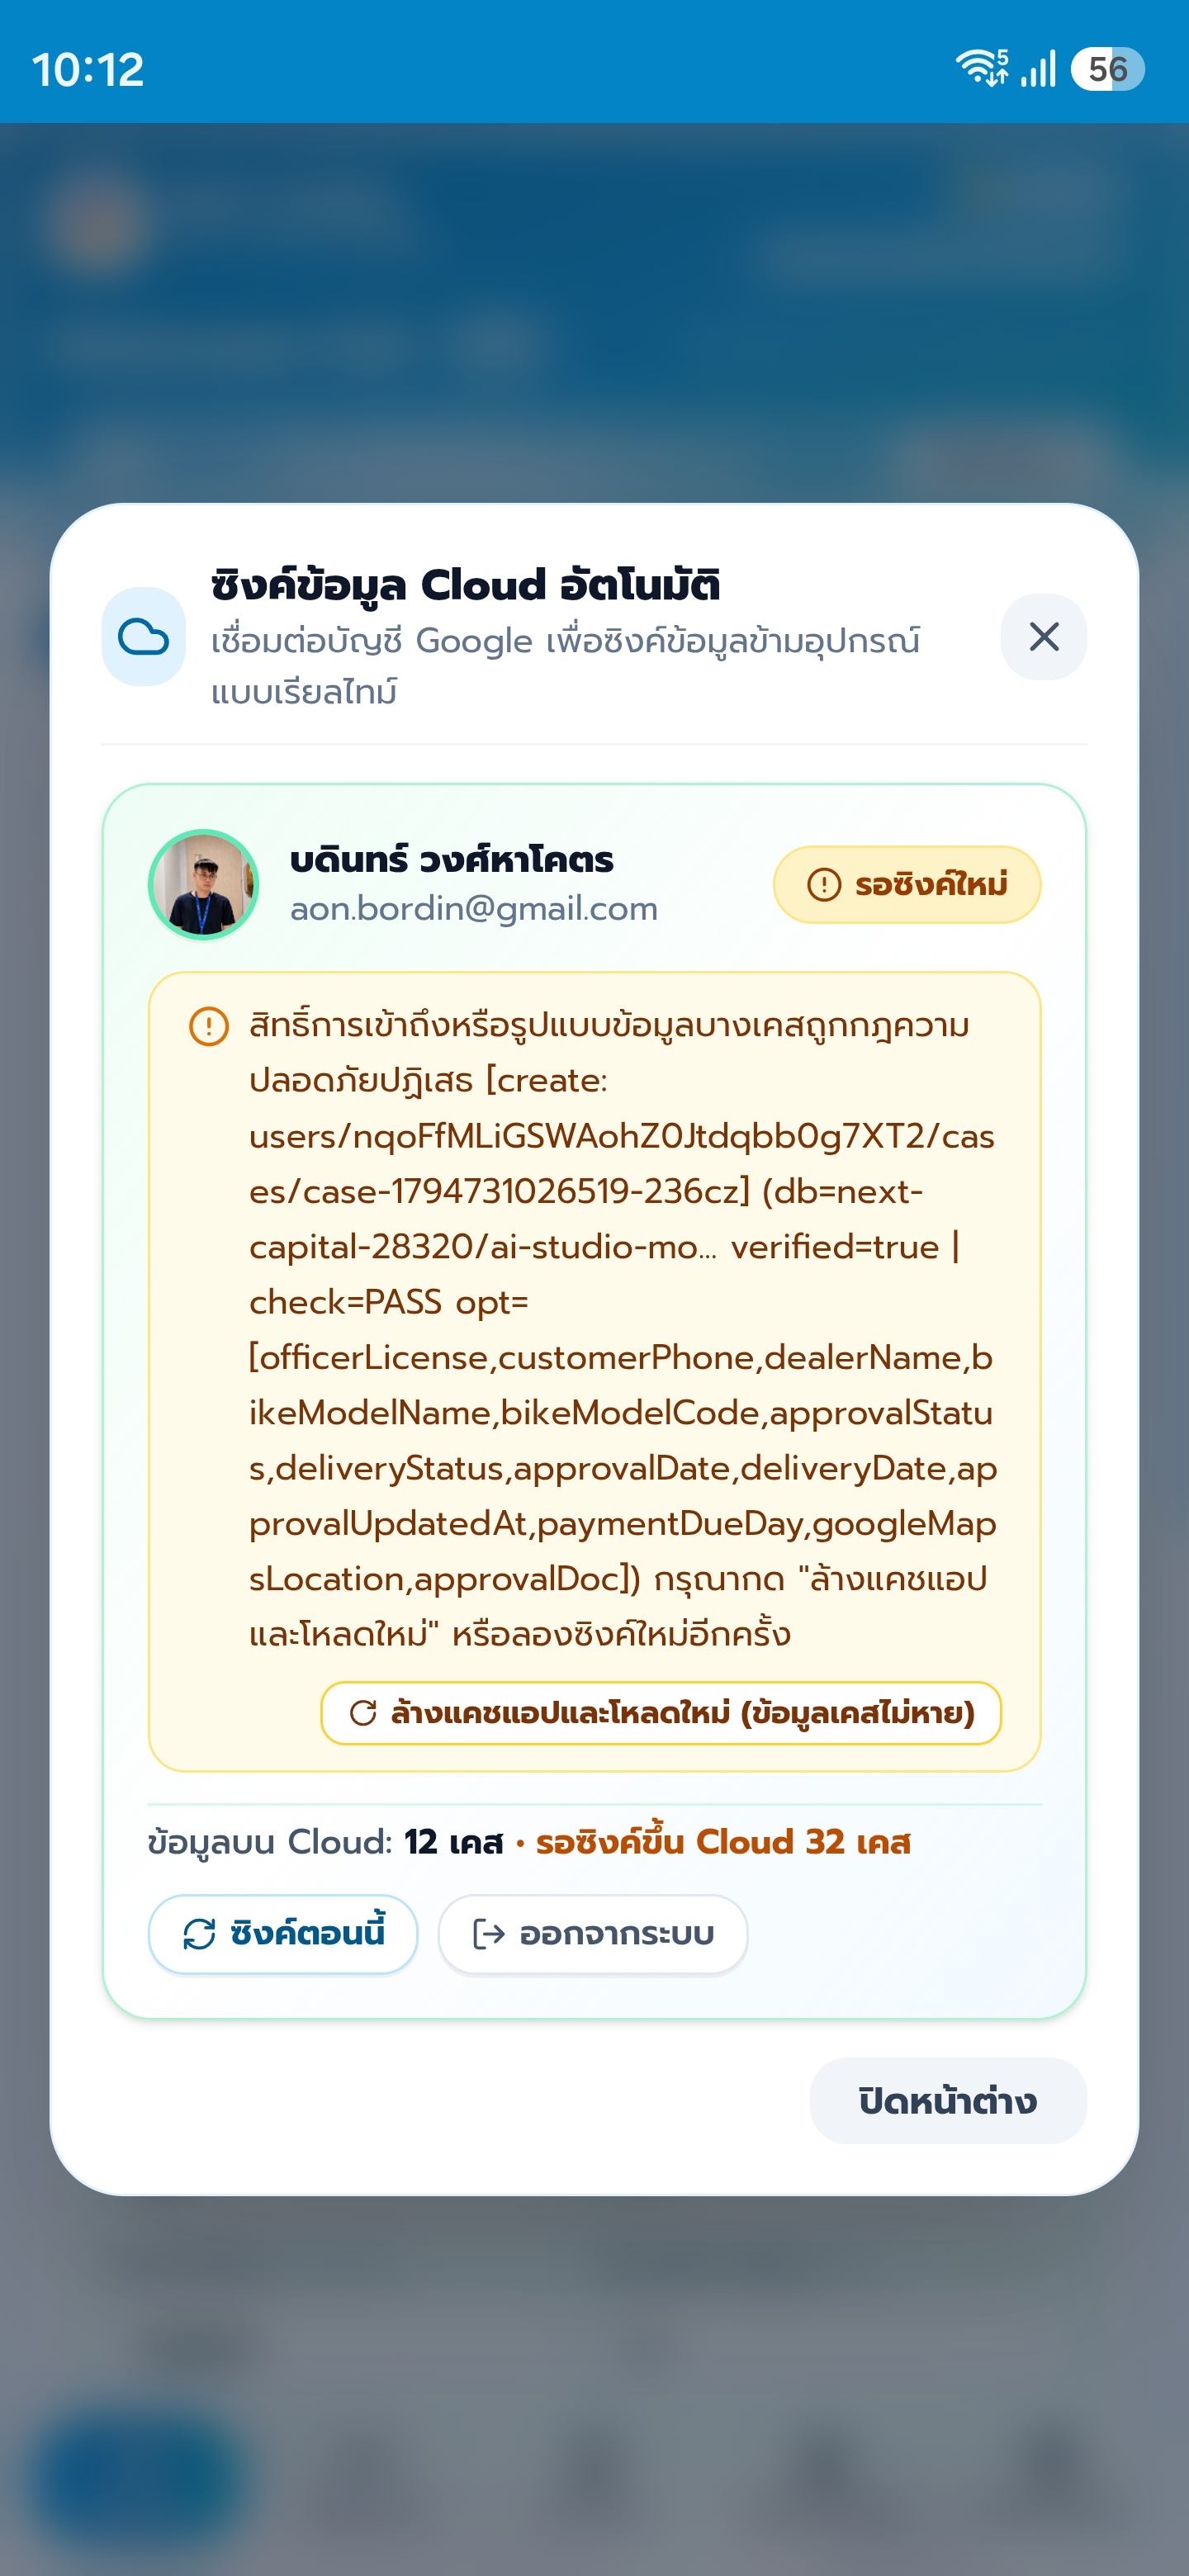 10:12
5
56
ซิงค์ข้อมูล Cloud อัตโนมัติ
เชื่อมต่อบัญชี Google เพื่อซิงค์ข้อมูลข้ามอุปกรณ์
แบบเรียลไทม์
บดินทร์ วงศ์หาโคตร
aon.bordin@gmail.com
รอซิงค์ใหม่
สิทธิ์การเข้าถึงหรือรูปแบบข้อมูลบางเคสถูกกฎความ
ปลอดภัยปฏิเสธ [create:
users/nqoFfMLiGSWAohZ0Jtdqbb0g7XT2/cas
es/case-1794731026519-236cz] (db=next-
capital-28320/ai-studio-mo... verified=true |
check=PASS opt=
[officerLicense,customerPhone,dealerName,b
ikeModelName,bikeModelCode,approvalStatu
s,deliveryStatus,approvalDate,deliveryDate,ap
provalUpdatedAt,paymentDueDay,googleMap
sLocation,approvalDoc]) กรุณากด "ล้างแคชแอป
และโหลดใหม่" หรือลองซิงค์ใหม่อีกครั้ง
ล้างแคชแอปและโหลดใหม่ (ข้อมูลเคสไม่หาย)
ข้อมูลบน Cloud: 12 เคส • รอซิงค์ขึ้น Cloud 32 เคส
ซิงค์ตอนนี้
ออกจากระบบ
ปิดหน้าต่าง